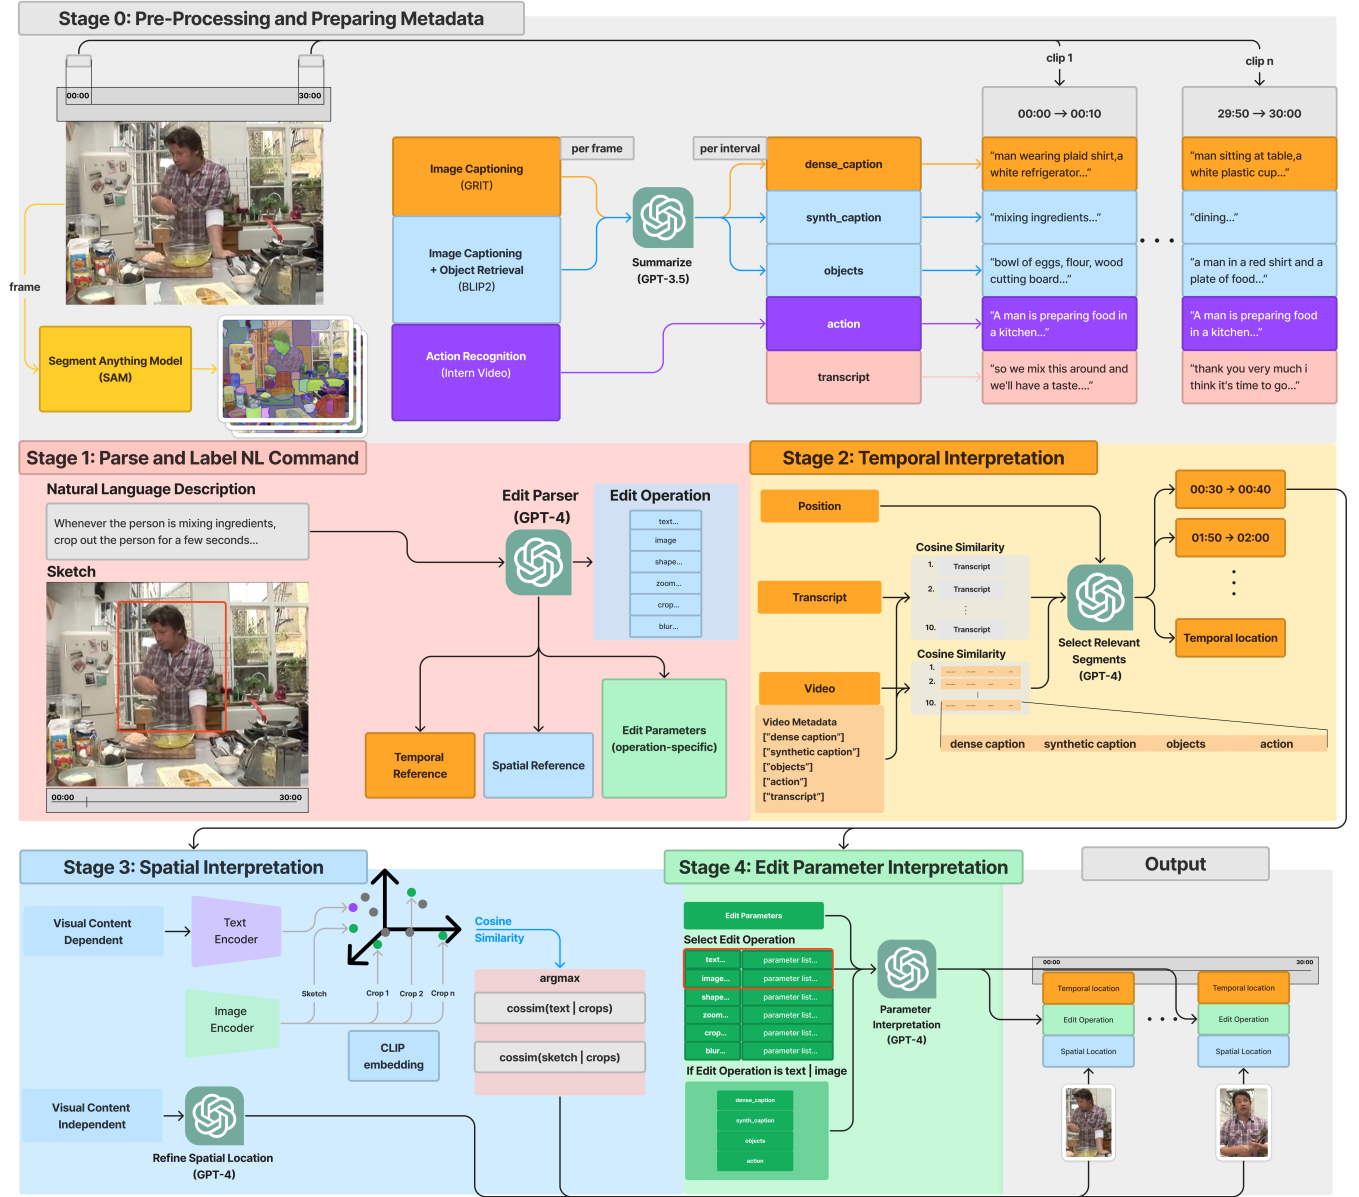 Stage 0: Pre-Processing and Preparing Metadata
00:00
30:00
clip 1
clip n
00:00 → 00:10
29:50 → 30:00
frame
Segment Anything Model
(SAM)
Image Captioning
(GRIT)
Image Captioning
+ Object Retrieval
(BLIP2)
Action Recognition
(Intern Video)
per frame
Summarize
(GPT-3.5)
per interval
dense_caption
synth_caption
objects
action
transcript
“man wearing plaid shirt,a
white refrigerator...”
“mixing ingredients...”
“bowl of eggs, flour, wood
cutting board...”
“A man is preparing food in
a kitchen...”
“so we mix this around and
we'll have a taste....”
• • •
“man sitting at table,a
white plastic cup...”
“dining...”
“a man in a red shirt and a
plate of food...”
“A man is preparing food
in a kitchen...”
“thank you very much i
think it's time to go...”
Stage 1: Parse and Label NL Command
Natural Language Description
Whenever the person is mixing ingredients,
crop out the person for a few seconds...
Sketch
00:00
30:00
Edit Parser
(GPT-4)
Edit Operation
text...
image
shape...
zoom...
crop...
blur...
Temporal
Reference
Spatial Reference
Edit Parameters
(operation-specific)
Stage 2: Temporal Interpretation
Position
Transcript
Video
Video Metadata
["dense caption"]
["synthetic caption"]
["objects"]
["action"]
["transcript"]
Cosine Similarity
1.
Transcript
2.
Transcript
10.
Transcript
Cosine Similarity
1.
2.
10.
dense caption
synthetic caption
objects
action
Select Relevant
Segments
(GPT-4)
00:30 → 00:40
01:50 → 02:00
Temporal location
Stage 3: Spatial Interpretation
Visual Content
Dependent
Text
Encoder
Image
Encoder
Sketch
Crop 1
Crop 2
Crop n
CLIP
embedding
Cosine
Similarity
argmax
cossim(text | crops)
cossim(sketch | crops)
Visual Content
Independent
Refine Spatial Location
(GPT-4)
Stage 4: Edit Parameter Interpretation
Edit Parameters
Select Edit Operation
text...
parameter list...
image...
parameter list...
shape...
parameter list...
zoom...
parameter list...
crop...
parameter list...
blur...
parameter list...
If Edit Operation is text | image
dense_caption
synth_caption
objects
action
Parameter
Interpretation
(GPT-4)
Output
00:00
30:00
Temporal location
Edit Operation
Spatial Location
• • •
Temporal location
Edit Operation
Spatial Location